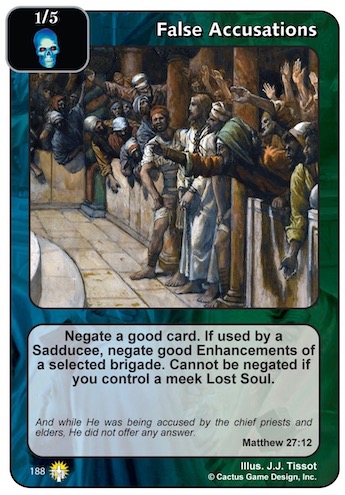 1/5
False Accusations
Negate a good card. If used by a
Sadducee, negate good Enhancements of
a selected brigade. Cannot be negated if
you control a meek Lost Soul.
And while He was being accused by the chief priests and
elders, He did not offer any answer.
Matthew 27:12
188
Illus. J.J. Tissot
© Cactus Game Design, Inc.